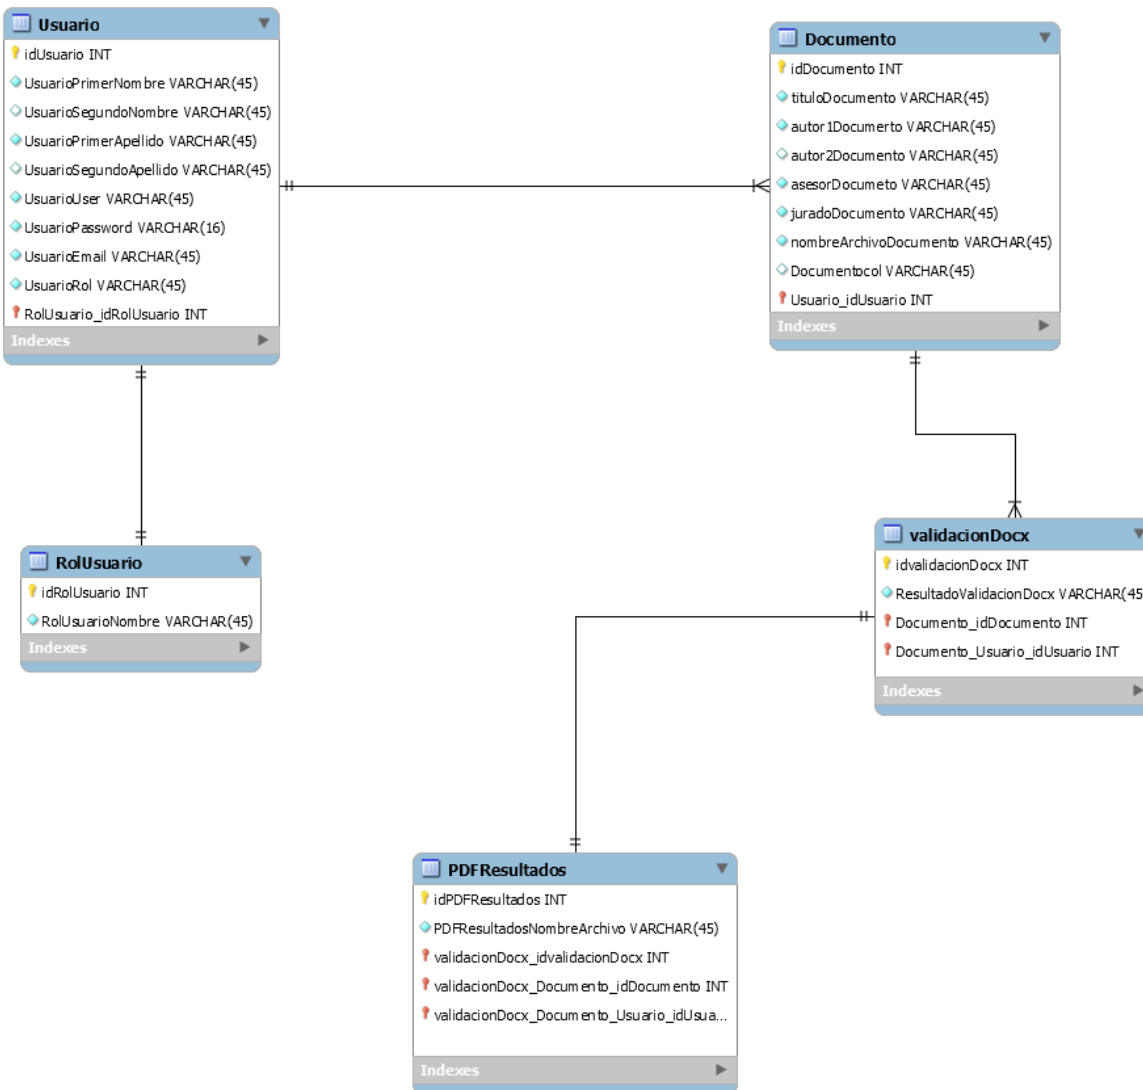 Usuario
idUsuario INT
UsuarioPrimerNombre VARCHAR(45)
UsuarioSegundoNombre VARCHAR(45)
UsuarioPrimerApellido VARCHAR(45)
UsuarioSegundoApellido VARCHAR(45)
UsuarioUser VARCHAR(45)
UsuarioPassword VARCHAR(16)
UsuarioEmail VARCHAR(45)
UsuarioRol VARCHAR(45)
RolUsuario_idRolUsuario INT
Indexes
Documento
idDocumento INT
tituloDocumento VARCHAR(45)
autor1Documerto VARCHAR(45)
autor2Documento VARCHAR(45)
asesorDocumeto VARCHAR(45)
juradoDocumento VARCHAR(45)
nombreArchivoDocumento VARCHAR(45)
Documentocol VARCHAR(45)
Usuario_idUsuario INT
Indexes
RolUsuario
idRolUsuario INT
RolUsuarioNombre VARCHAR(45)
Indexes
validacionDocx
idvalidacionDocx INT
ResultadoValidacionDocx VARCHAR(45
Documento_idDocumento INT
Documento_Usuario_idUsuario INT
Indexes
PDFResultados
idPDFResultados INT
PDFResultadosNombreArchivo VARCHAR(45)
validacionDocx_idvalidacionDocx INT
validacionDocx_Documento_idDocumento INT
validacionDocx_Documento_Usuario_idUsua...
Indexes